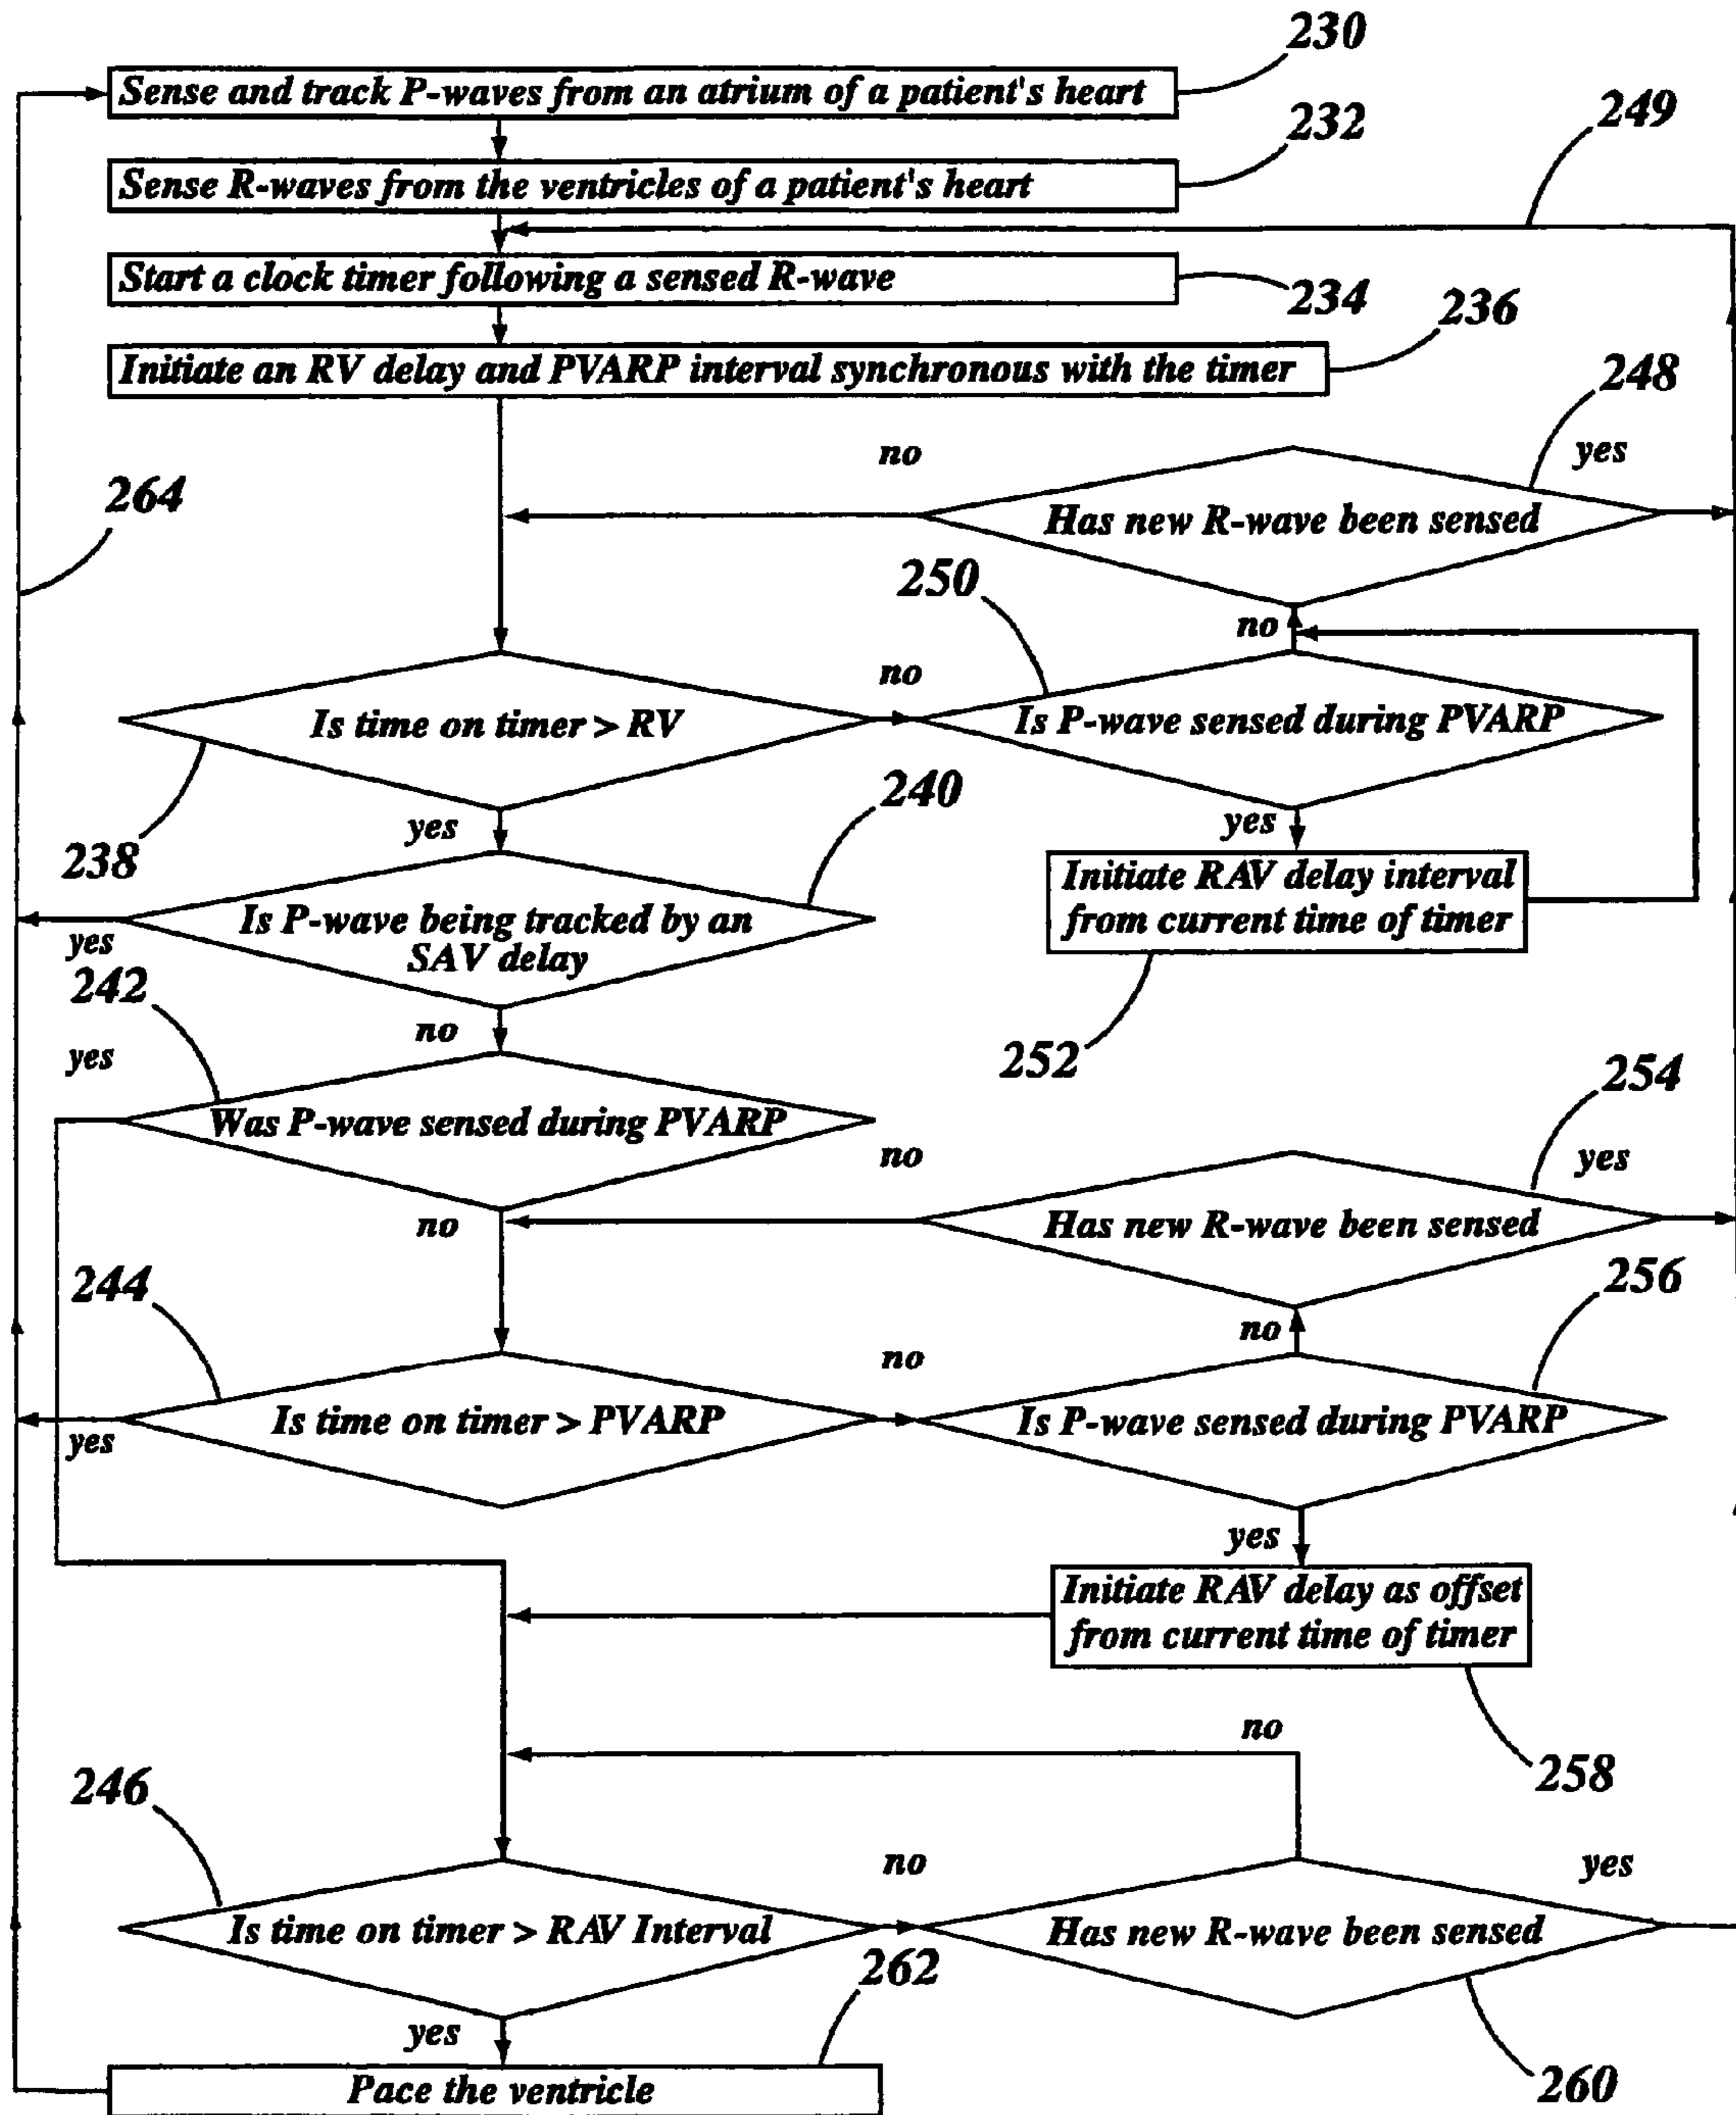 230
Sense and track P-waves from an atrium of a patient's heart
232
249
Sense R-waves from the ventricles of a patient's heart
Start a clock timer following a sensed R-wave
234
236
Initiate an RV delay and PVARP interval synchronous with the timer
248
no
yes
264
Has new R-wave been sensed
250
no
no
Is time on timer > RV
Is P-wave sensed during PVARP
240
yes
yes
238
Initiate RAV delay interval
from current time of timer
Is P-wave being tracked by an
SAV delay
yes
242
no
252
yes
254
Was P-wave sensed during PVARP
no
yes
no
Has new R-wave been sensed
244
256
no
no
Is time on timer > PVARP
Is P-wave sensed during PVARP
yes
yes
Initiate RAV delay as offset
from current time of timer
no
258
246
no
yes
Is time on timer > RAV Interval
Has new R-wave been sensed
262
yes
260
Pace the ventricle